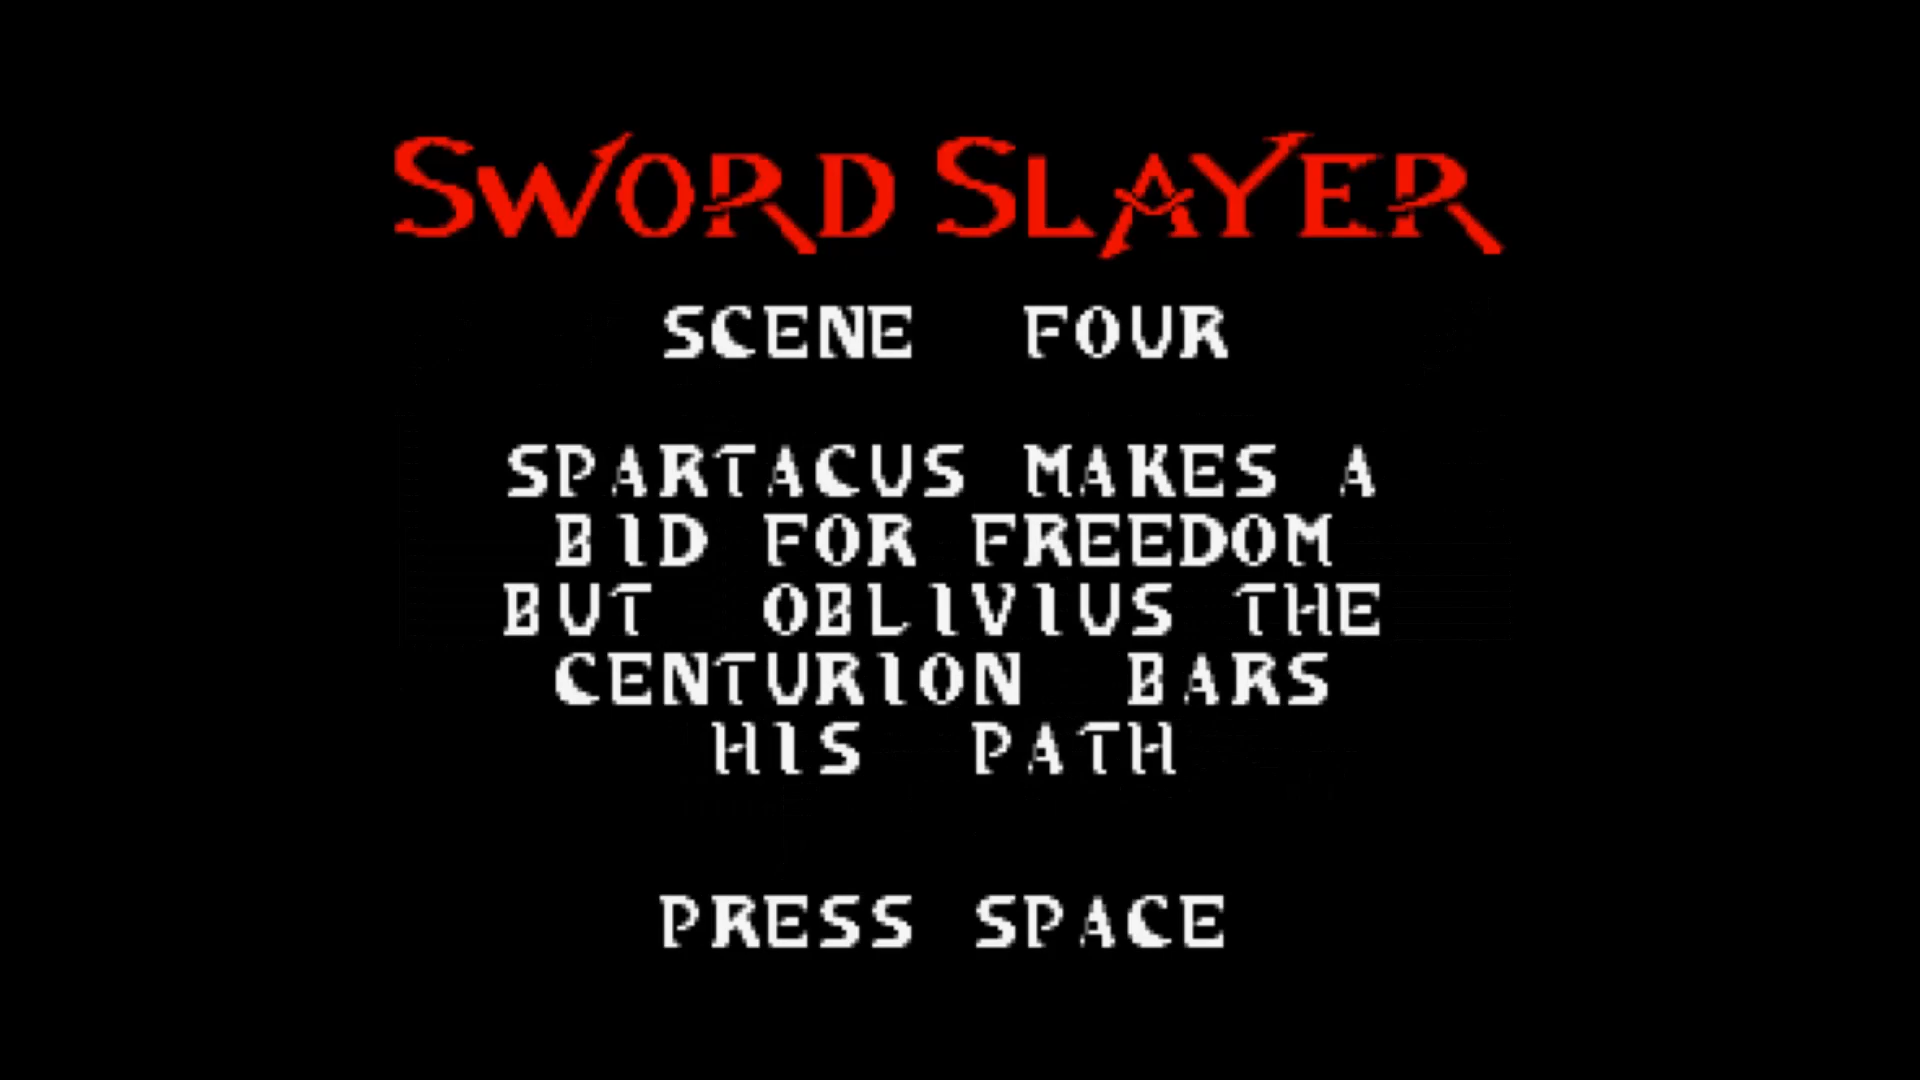 SWORD SLAYER
SCENE FOUR
SPARTACUS MAKES A
BID FOR FREEDOM
BUT OBLIVIUS THE
CENTURION BARS
HIS PATH
PRESS SPACE